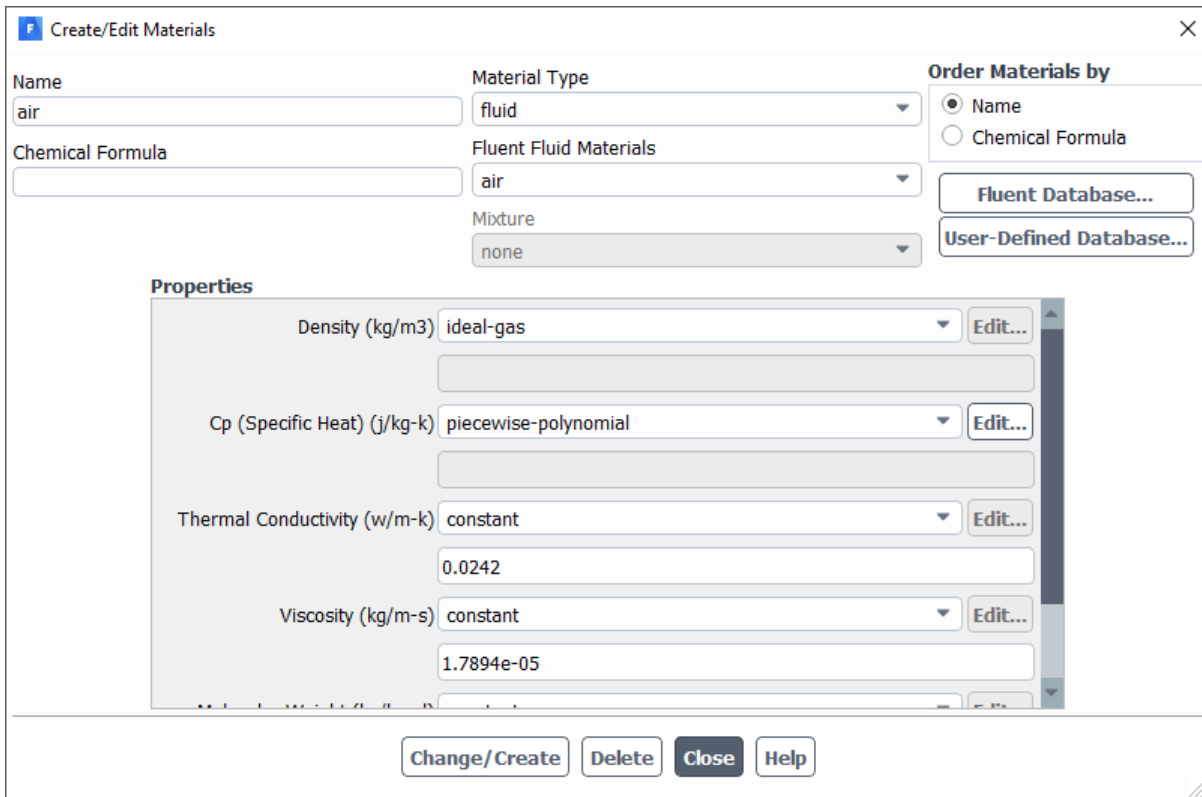 F Create/Edit Materials
Name
air
Chemical Formula
Material Type
fluid
Fluent Fluid Materials
air
Mixture
none
Order Materials by
Name
Chemical Formula
Fluent Database...
User-Defined Database...
Properties
Density (kg/m3) ideal-gas Edit...
Cp (Specific Heat) (j/kg-k) piecewise-polynomial Edit...
Thermal Conductivity (w/m-k) constant Edit...
0.0242
Viscosity (kg/m-s) constant Edit...
1.7894e-05
Change/Create Delete Close Help